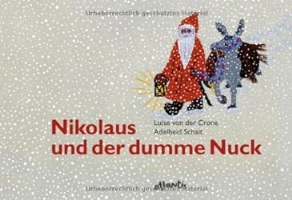 Urheberrechtlich geschütztes Material
Luise von der Crone
Adelheid Schait
Nikolaus
und der dumme Nuck
atlantis
Urheberrechtlich geschütztes Material